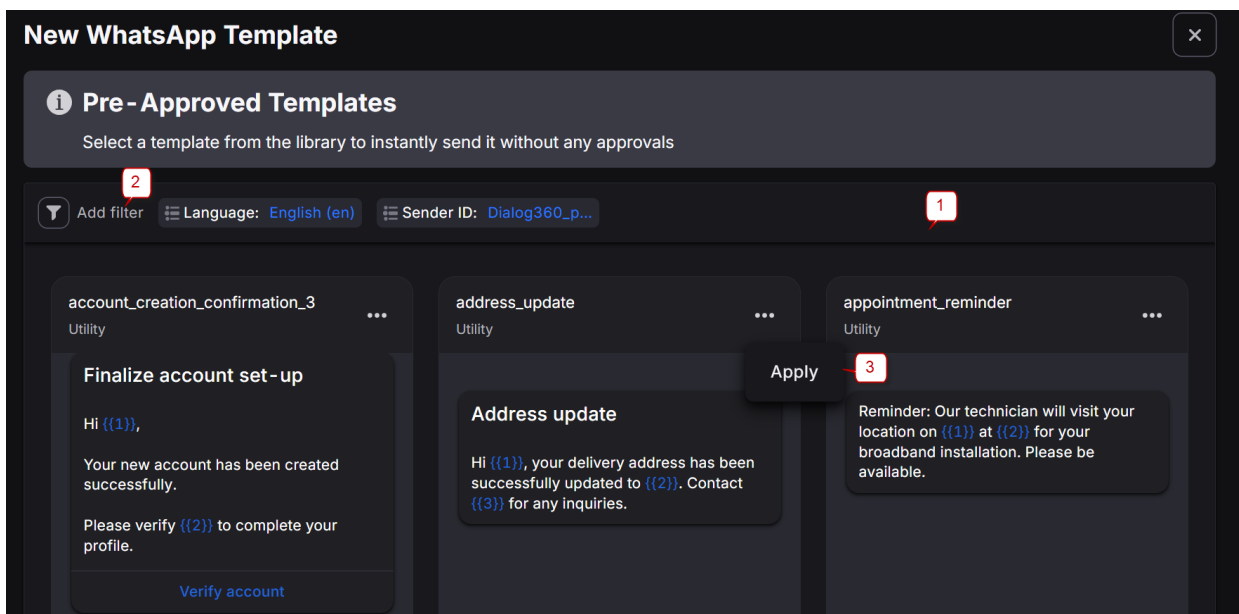 New WhatsApp Template
Pre-Approved Templates
Select a template from the library to instantly send it without any approvals
2
Add filter
Language: English (en)
Sender ID: Dialog360_p...
1
account_creation_confirmation_3
Utility
Finalize account set-up
Hi {{1}},
Your new account has been created
successfully.
Please verify {{2}} to complete your
profile.
Verify account
address_update
Utility
Apply
3
Address update
Hi {{1}}, your delivery address has been
successfully updated to {{2}}. Contact
{{3}} for any inquiries.
appointment_reminder
Utility
Reminder: Our technician will visit your
location on {{1}} at {{2}} for your
broadband installation. Please be
available.